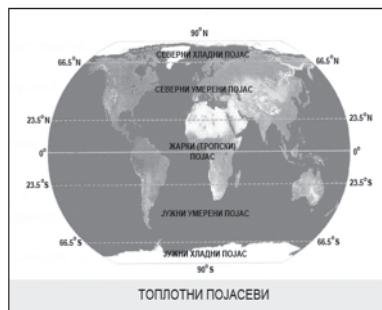 90°N
СЕВЕРНИ ХЛАДНИ ПОЈАС
66.5°N 66.5°N
СЕВЕРНИ УМЕРЕНИ ПОЈАС
23.5°N 23.5°N
ЖАРКИ (ТРОПСКИ)
ПОЈАС
0° 0°
23.5°S 23.5°S
ЈУЖНИ УМЕРЕНИ ПОЈАС
66.5°S 66.5°S
ЈУЖНИ ХЛАДНИ ПОЈАС
90°S
ТОПЛОТНИ ПОЈАСЕВИ